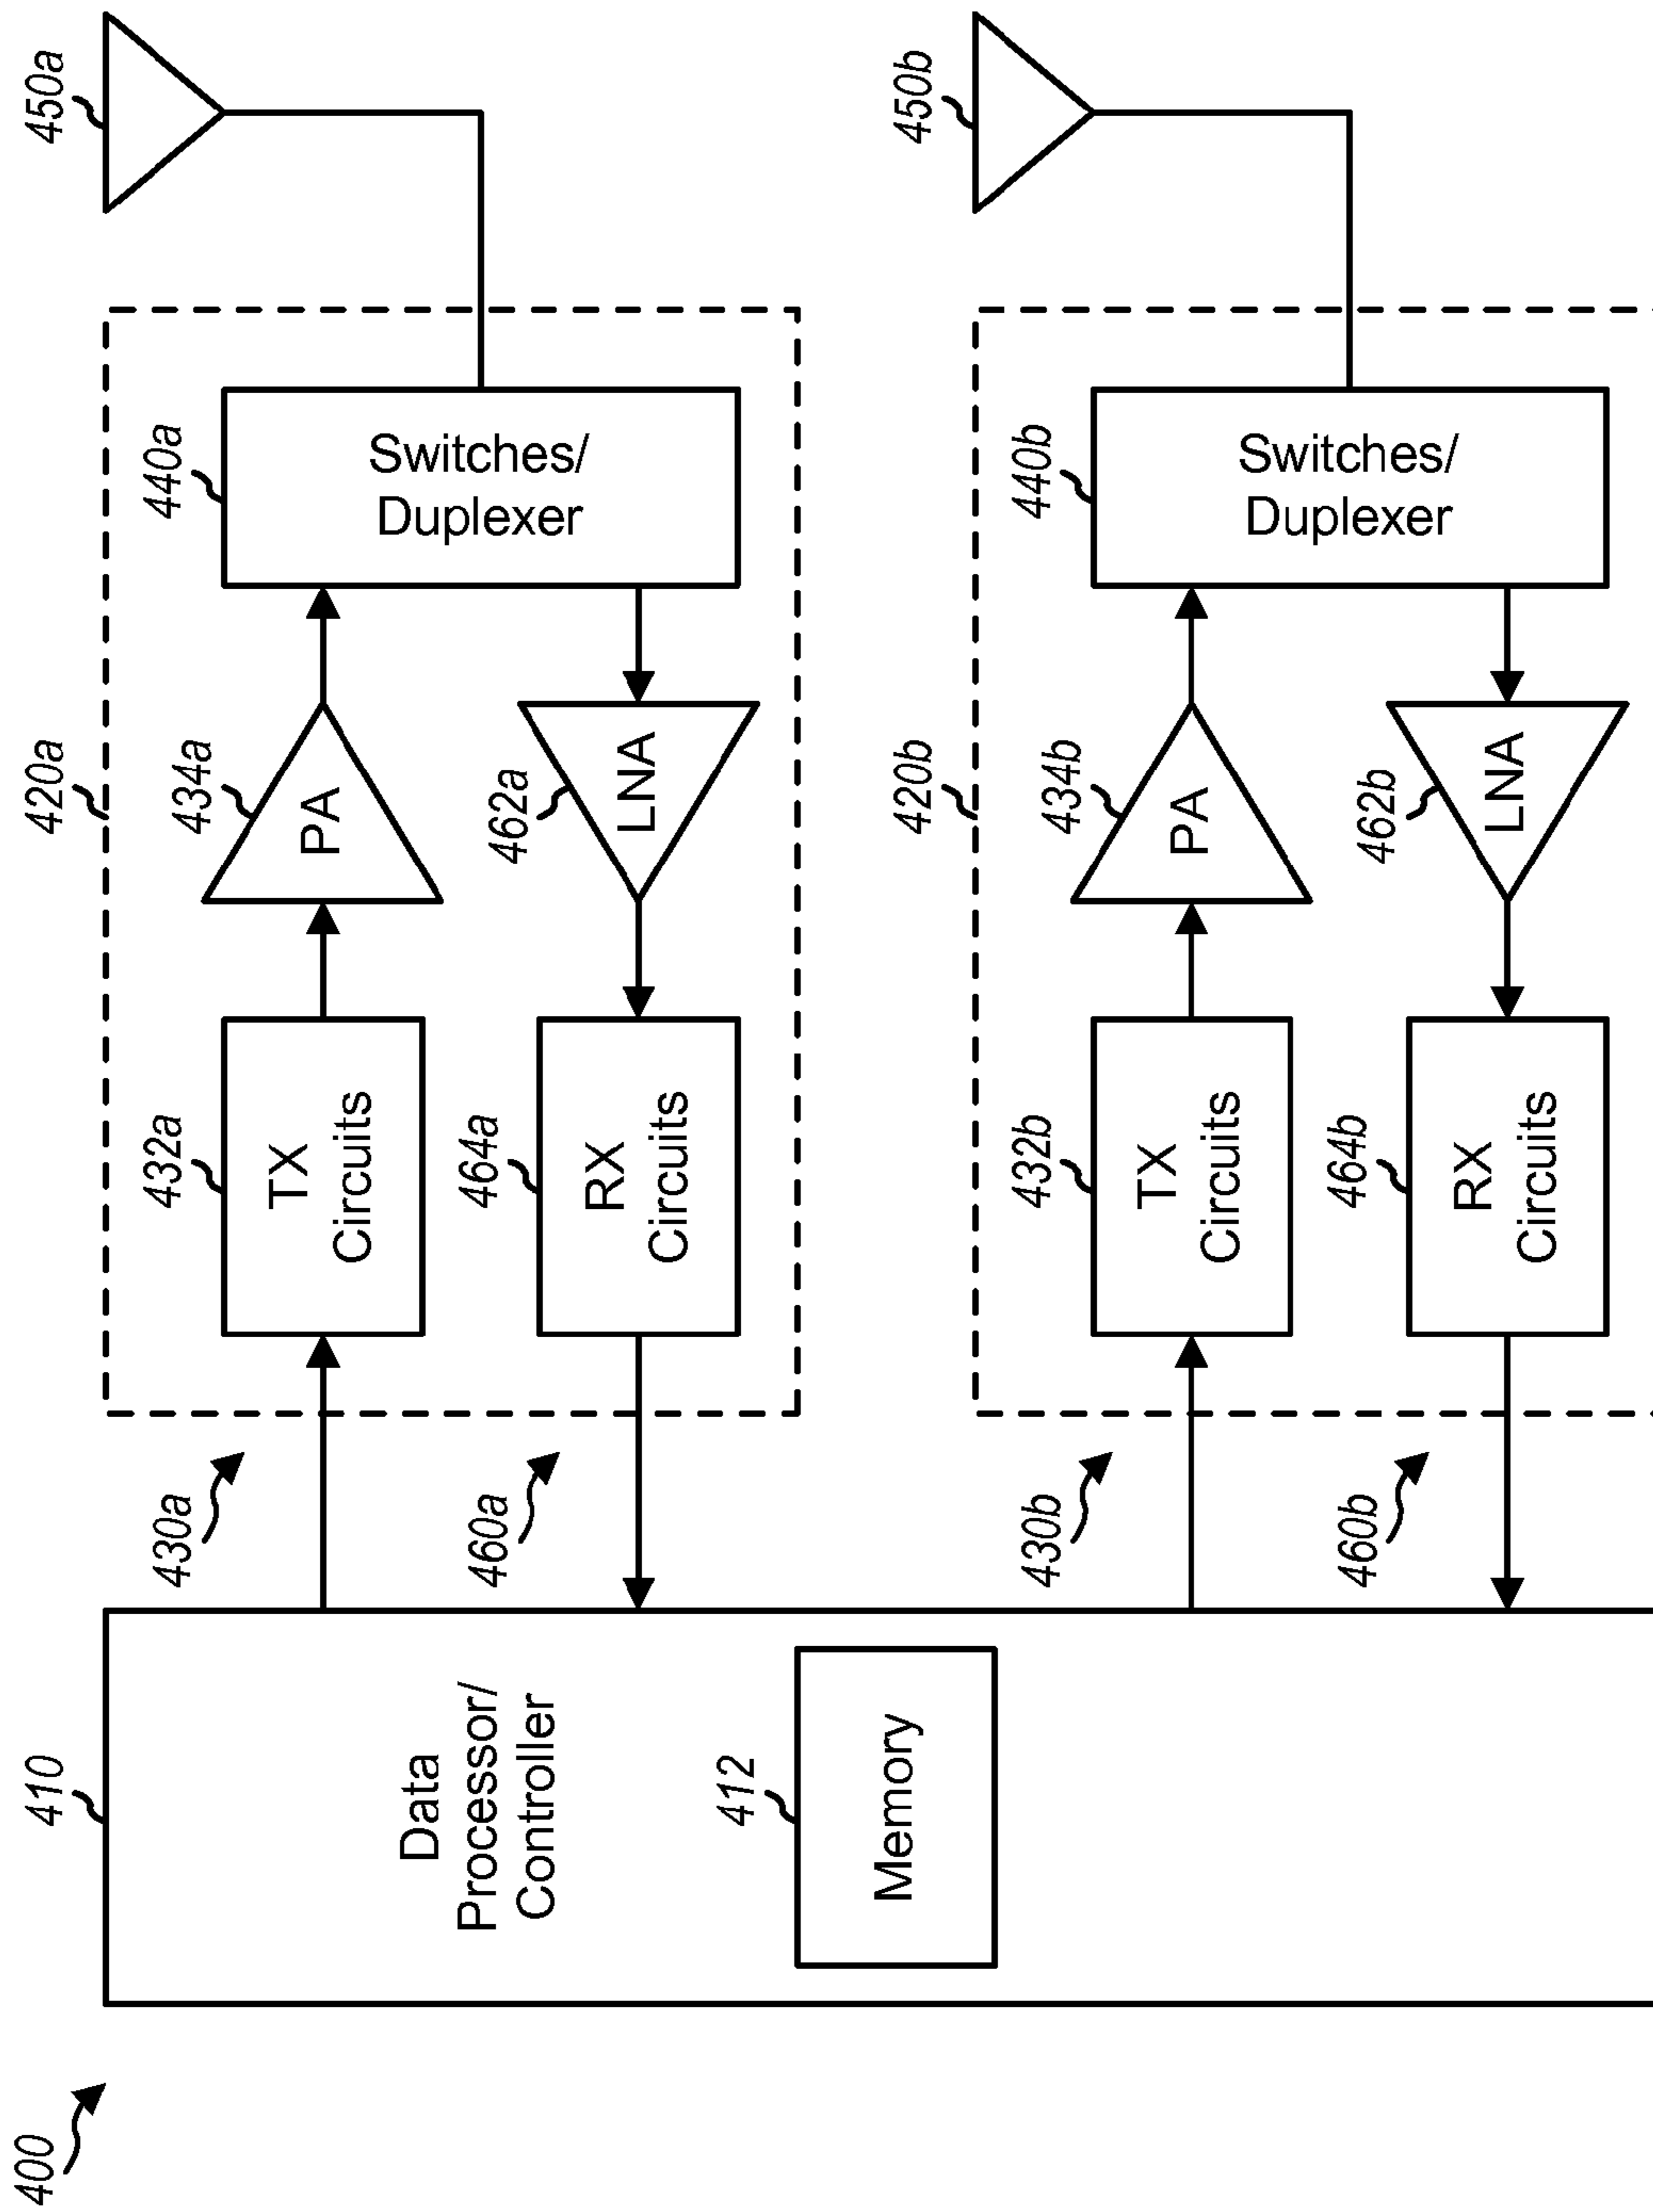 400
410
Data
Processor/
Controller
412
Memory
430a
460a
420a
432a
TX
Circuits
434a
PA
440a
Switches/
Duplexer
450a
464a
RX
Circuits
462a
LNA
430b
460b
420b
432b
TX
Circuits
434b
PA
440b
Switches/
Duplexer
450b
464b
RX
Circuits
462b
LNA